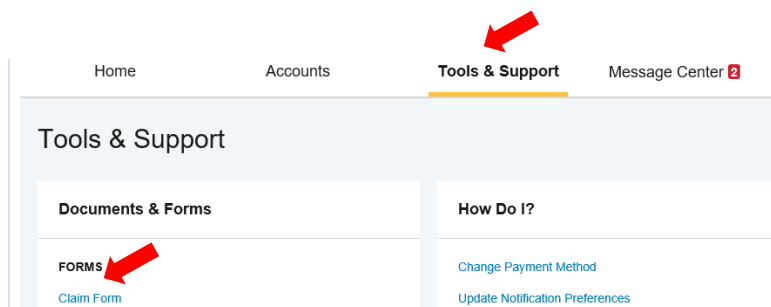 Home Accounts Tools & Support Message Center 2
Tools & Support
Documents & Forms
FORMS
Claim Form
How Do I?
Change Payment Method
Update Notification Preferences